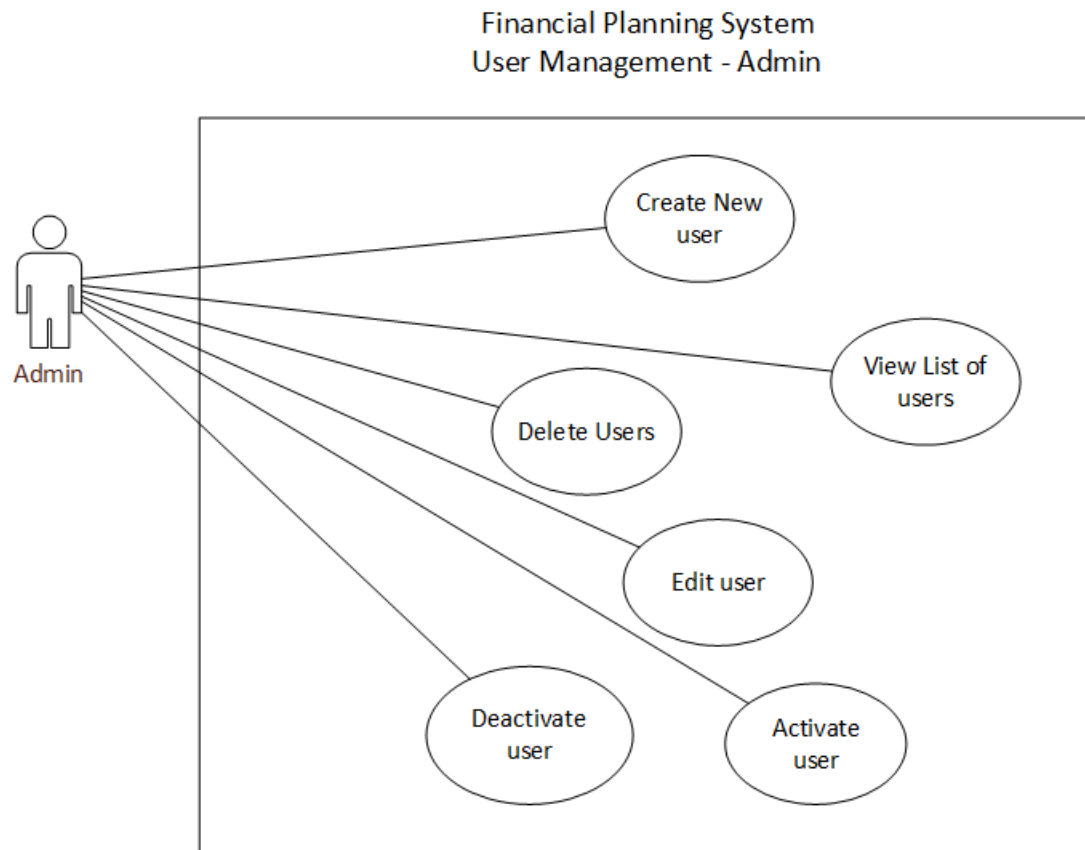 Financial Planning System
User Management - Admin
Create New
user
Admin
View List of
users
Delete Users
Edit user
Deactivate
user
Activate
user